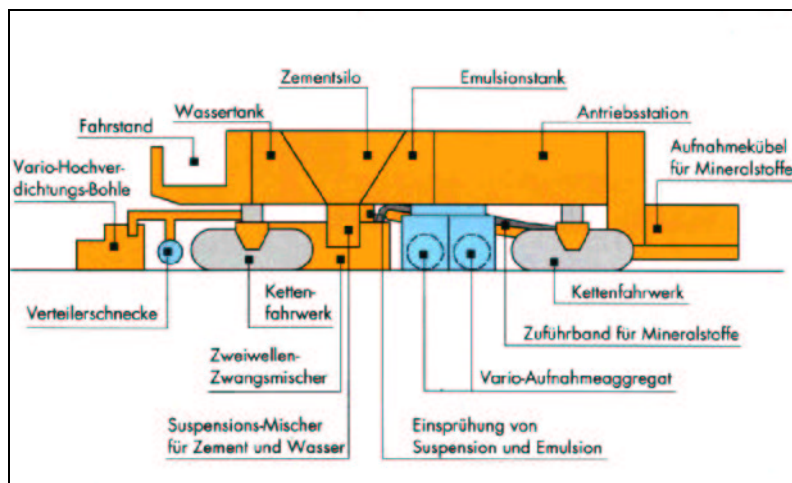 Zementsilo
Emulsionstank
Wassertank
Antriebsstation
Fahrstand
Aufnahmekübel
für Mineralstoffe
Vario-Hochver-
dichtungs-Bohle
Verteilerschnecke
Ketten-
fahrwerk
Kettenfahrwerk
Zuführband für Mineralstoffe
Zweiwellen-
Zwangsmischer
Vario-Aufnahmeaggregat
Suspensions-Mischer
für Zement und Wasser
Einsprühung von
Suspension und Emulsion